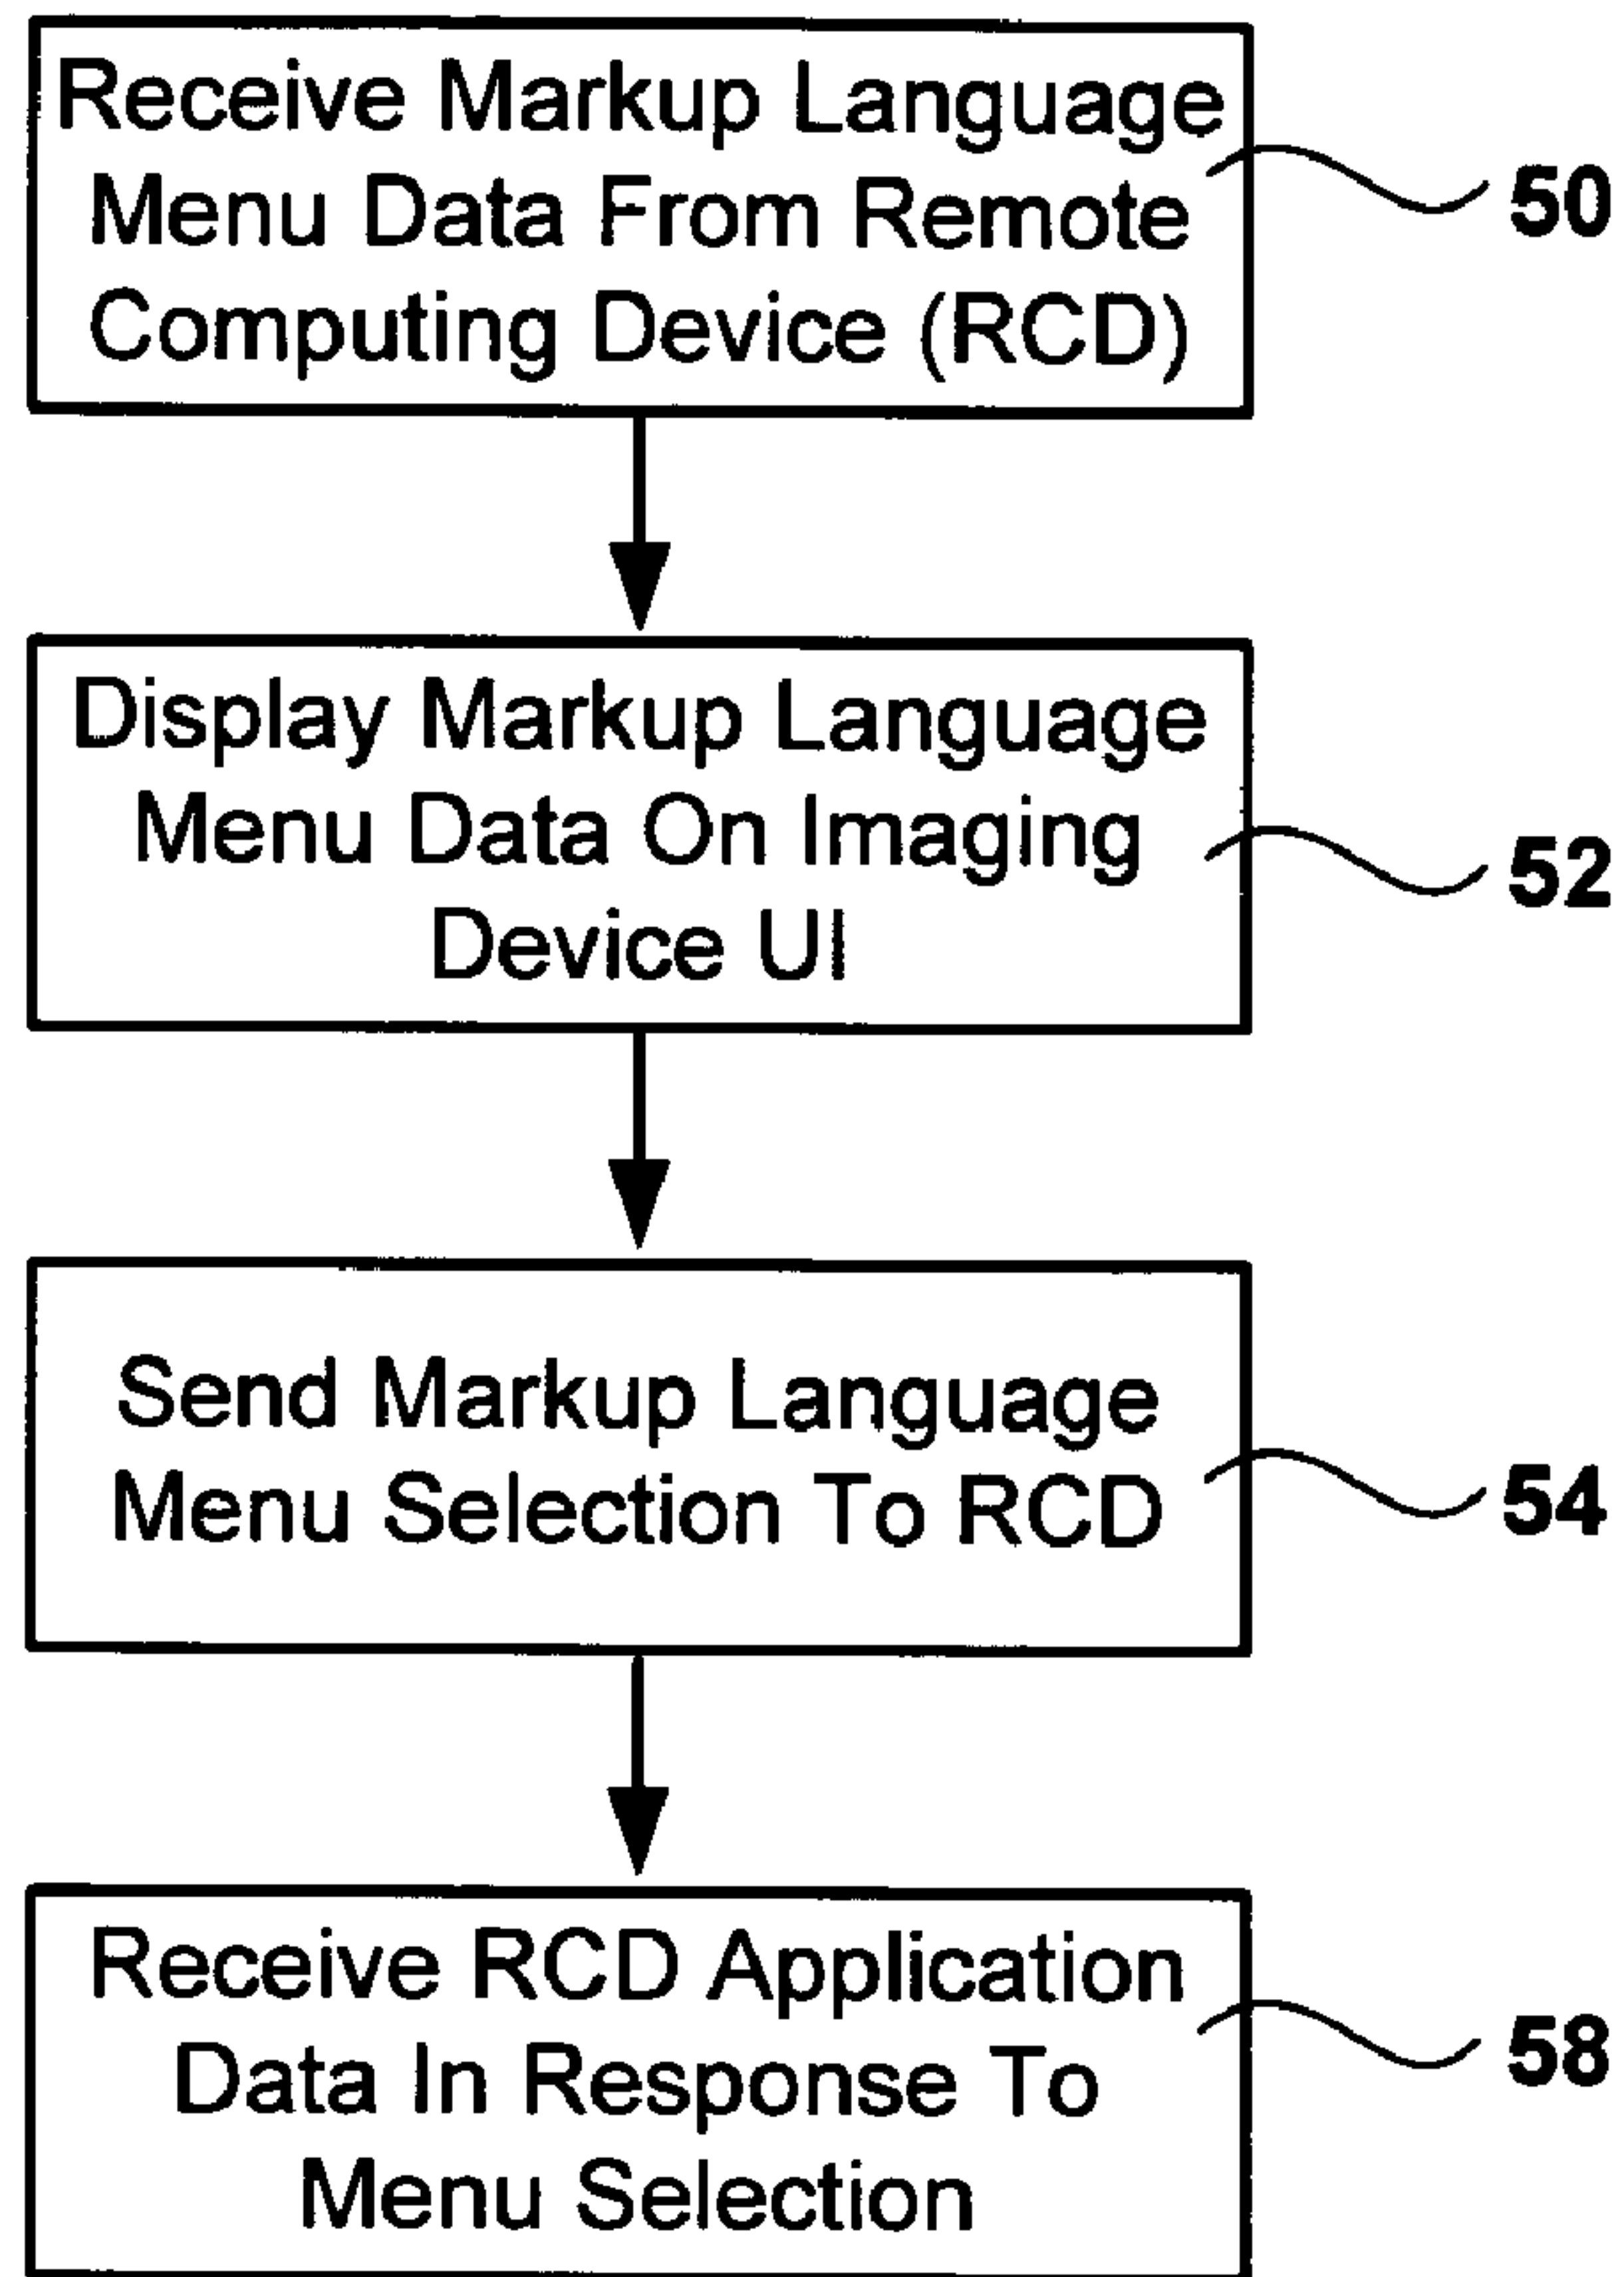 Receive Markup Language
Menu Data From Remote
Computing Device (RCD)
50
Display Markup Language
Menu Data On Imaging
Device UI
52
Send Markup Language
Menu Selection To RCD
54
Receive RCD Application
Data In Response To
Menu Selection
58